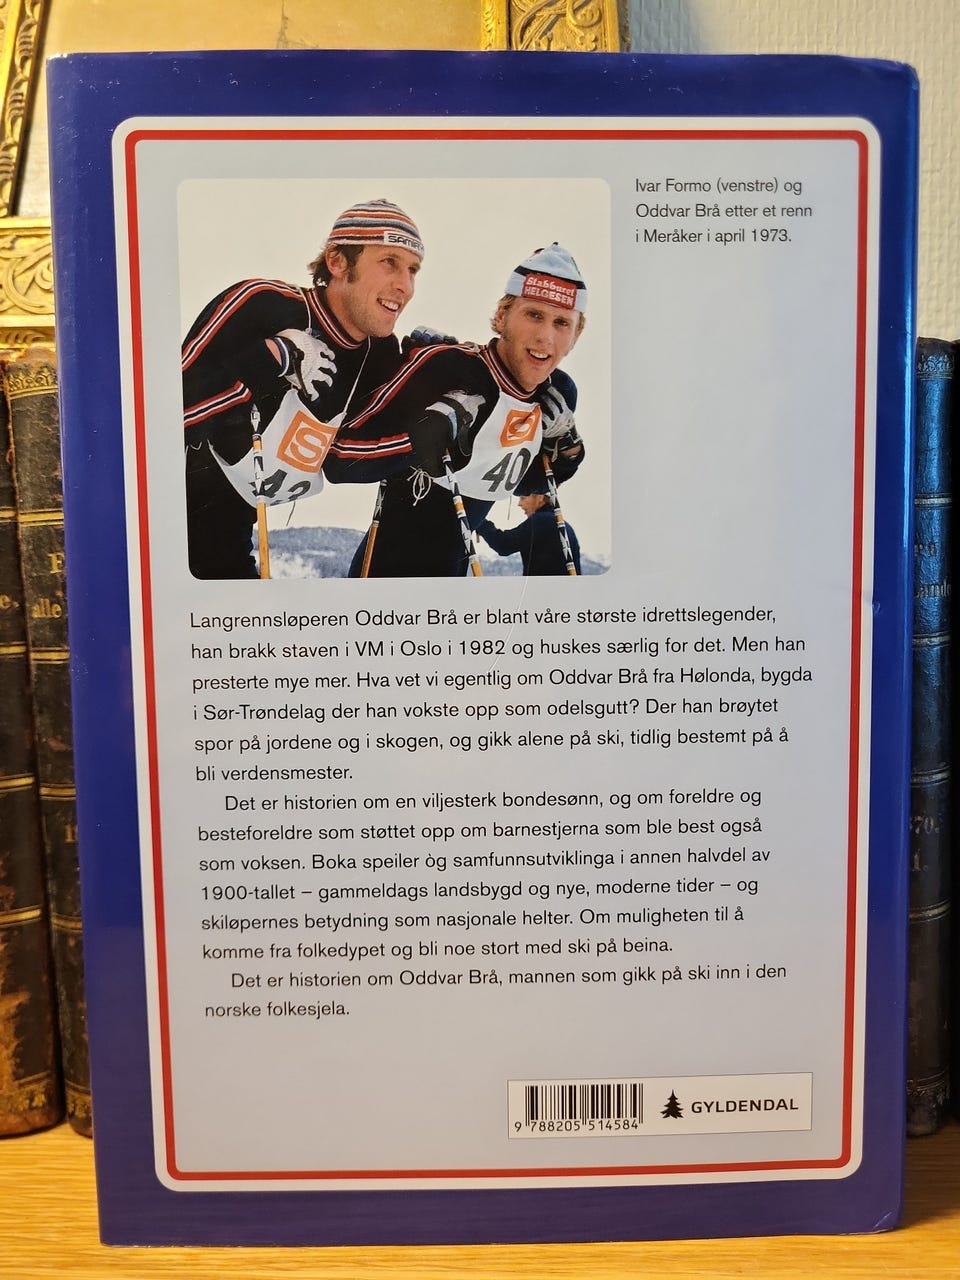 Ivar Formo (venstre) og
Oddvar Brå etter et renn
i Meråker i april 1973.
SAMI
Stabburet
HELGESEN
S
S
43
40
Langrennsløperen Oddvar Brå er blant våre største idrettslegender,
han brakk staven i VM i Oslo i 1982 og huskes særlig for det. Men han
presterte mye mer. Hva vet vi egentlig om Oddvar Brå fra Hølonda, bygda
i Sør-Trøndelag der han vokste opp som odelsgutt? Der han brøytet
spor på jordene og i skogen, og gikk alene på ski, tidlig bestemt på å
bli verdensmester.
Det er historien om en viljesterk bondesønn, og om foreldre og
besteforeldre som støttet opp om barnestjerna som ble best også
som voksen. Boka speiler òg samfunnsutviklinga i annen halvdel av
1900-tallet – gammeldags landsbygd og nye, moderne tider – og
skiløpernes betydning som nasjonale helter. Om muligheten til å
komme fra folkedypet og bli noe stort med ski på beina.
Det er historien om Oddvar Brå, mannen som gikk på ski inn i den
norske folkesjela.
9 788205 514584
GYLDENDAL
alle